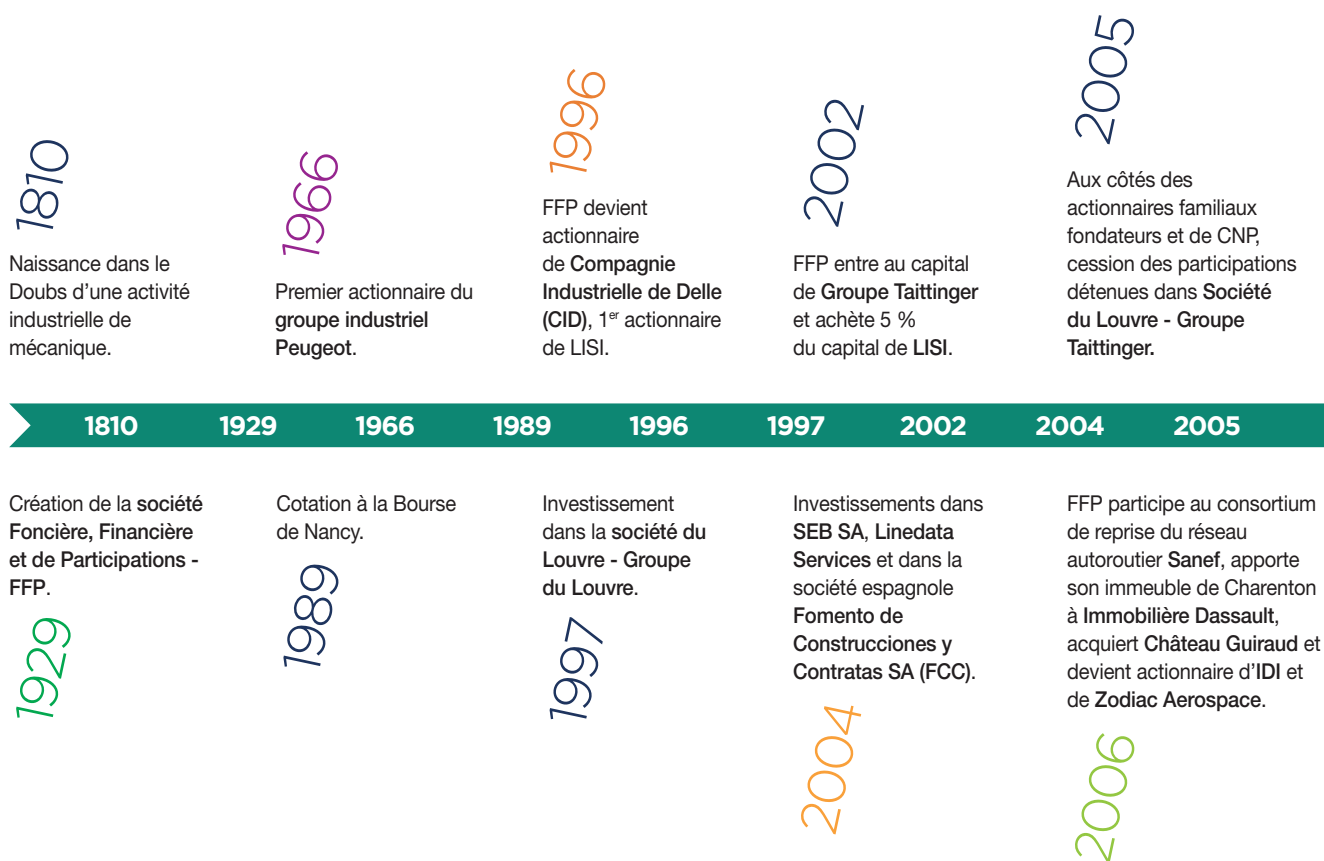 1810
Naissance dans le
Doubs d’une activité
industrielle de
mécanique.
1966
Premier actionnaire du
groupe industriel
Peugeot.
1996
FFP devient
actionnaire
de Compagnie
Industrielle de Delle
(CID), 1er actionnaire
de LISI.
2002
FFP entre au capital
de Groupe Taittinger
et achète 5 %
du capital de LISI.
2005
Aux côtés des
actionnaires familiaux
fondateurs et de CNP,
cession des participations
détenues dans Société
du Louvre - Groupe
Taittinger.
1810 1929 1966 1989 1996 1997 2002 2004 2005
Création de la société
Foncière, Financière
et de Participations -
FFP.
1929
Cotation à la Bourse
de Nancy.
1989
Investissement
dans la société du
Louvre - Groupe
du Louvre.
1997
Investissements dans
SEB SA, Linedata
Services et dans la
société espagnole
Fomento de
Construcciones y
Contratas SA (FCC).
2004
FFP participe au consortium
de reprise du réseau
autoroutier Sanef, apporte
son immeuble de Charenton
à Immobilière Dassault,
acquiert Château Guiraud et
devient actionnaire d’IDI et
de Zodiac Aerospace.
2006